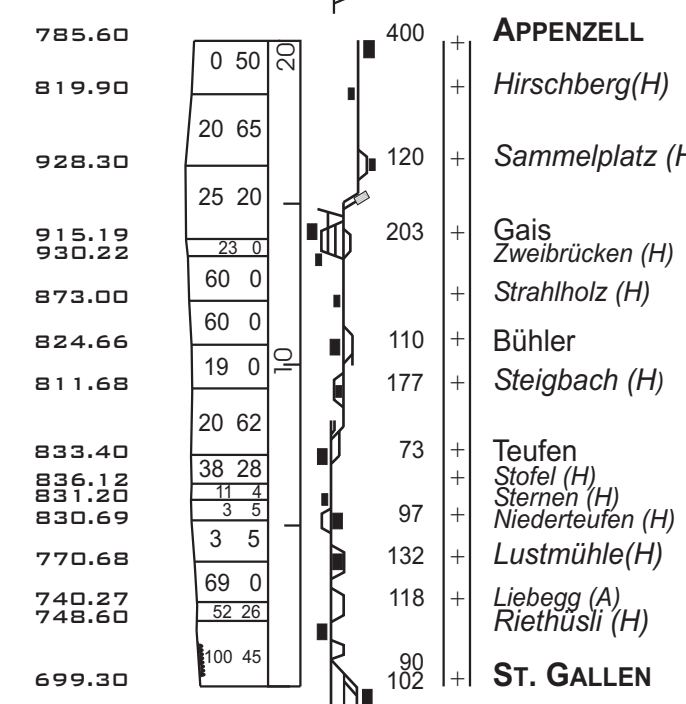 785.60 400 + APPENZELL
0 50 20
819.90 + Hirschberg(H)
20 65
928.30 120 + Sammelplatz (H
25 20
915.19 203 + Gais
930.22 23 0 Zweibrücken (H)
60 0
873.00 + Strahlholz (H)
60 0
824.66 110 + Bühler
19 0 10
811.68 177 + Steigbach (H)
20 62
833.40 73 + Teufen
38 28
836.12 + Stofel (H)
831.20 11 4 Sternen (H)
830.69 3 5 97 + Niederteufen (H)
3 5
770.68 132 + Lustmühle(H)
69 0
740.27 118 + Liebegg (A)
748.60 52 26 Riethüsli (H)
100 45
90
699.30 102 + ST. GALLEN